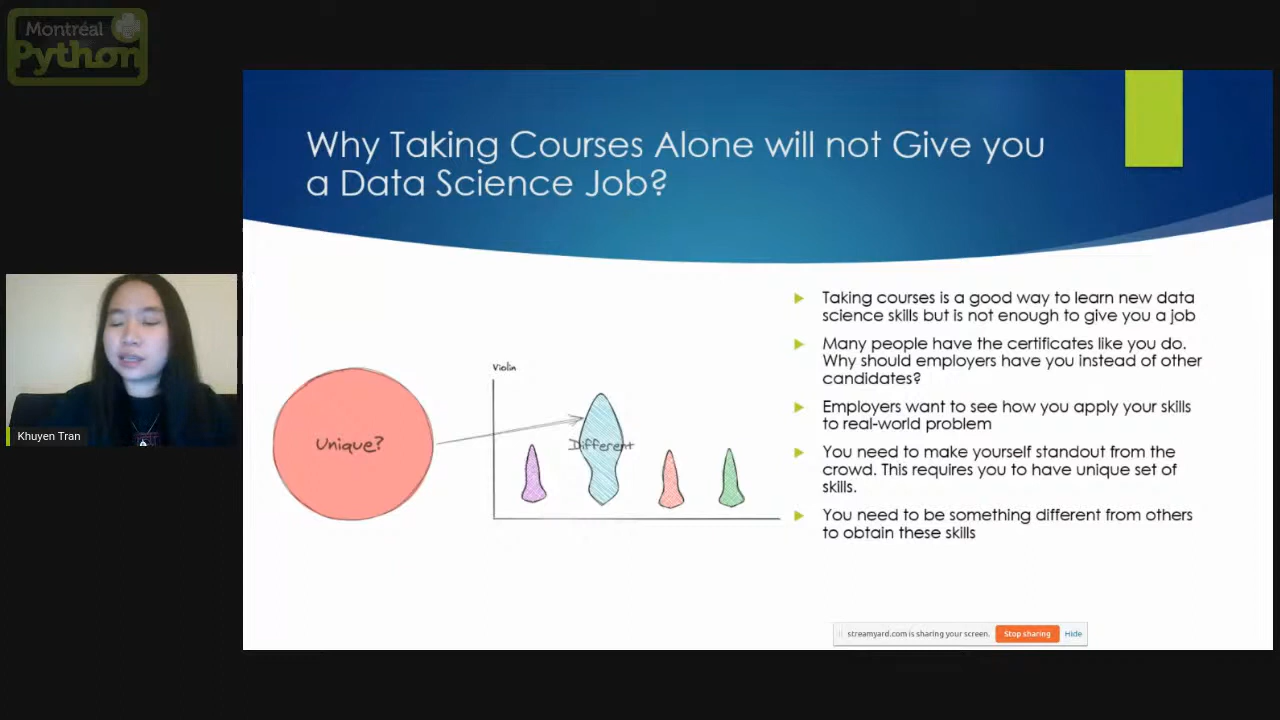 Montréal
Python
Why Taking Courses Alone will not Give you
a Data Science Job?
Taking courses is a good way to learn new data
science skills but is not enough to give you a job
Many people have the certificates like you do.
Why should employers have you instead of other
candidates?
Employers want to see how you apply your skills
to real-world problem
You need to make yourself standout from the
crowd. This requires you to have unique set of
skills.
You need to be something different from others
to obtain these skills
Violin
Unique?
Different
Khuyen Tran
streamyard.com is sharing your screen.
Stop sharing
Hide